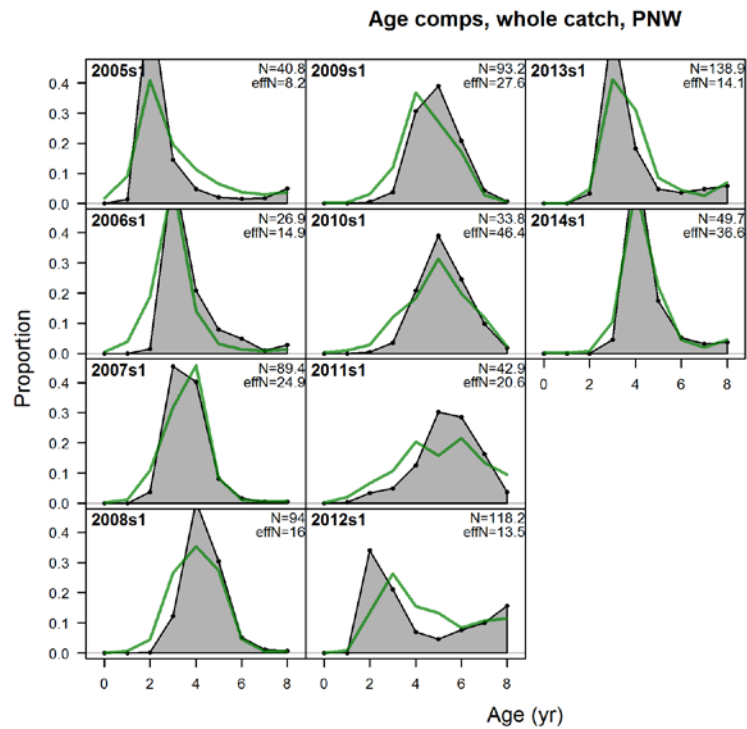 Age comps, whole catch, PNW
2005s1
N=40.8
effN=8.2
2009s1
N=93.2
effN=27.6
2013s1
N=138.9
effN=14.1
0.4
0.3
0.2
0.1
0.0
2006s1
N=26.9
effN=14.9
2010s1
N=33.8
effN=46.4
2014s1
N=49.7
effN=36.6
0.4
0.3
0.2
0.1
0.0
0 2 4 6 8
2007s1
N=89.4
effN=24.9
2011s1
N=42.9
effN=20.6
0.4
0.3
0.2
0.1
0.0
2008s1
N=94
effN=16
2012s1
N=118.2
effN=13.5
0.4
0.3
0.2
0.1
0.0
0 2 4 6 8
0 2 4 6 8
Proportion
Age (yr)